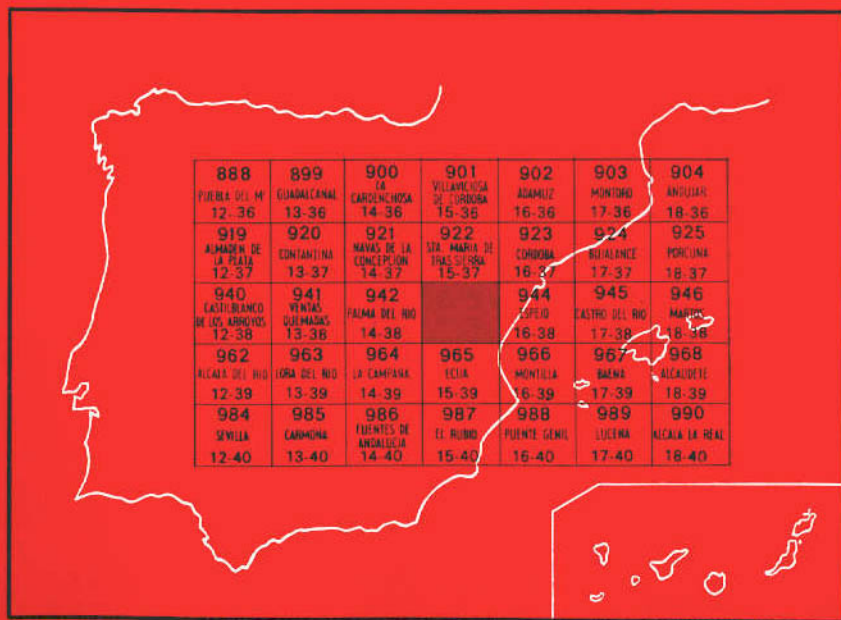 888 899 900 901 902 903 904
PUEBLA DEL Mº GUADALCANAL LA CARDENCHOSA VILLAVICIOSA DE CORDOBA ADAMUZ MONTORO ANDUJAR
12-36 13-36 14-36 15-36 16-36 17-36 18-36
919 920 921 922 923 924 925
ALMADEN DE LA PLATA CONTANTINA NAVAS DE LA CONCEPCION STA. MARIA DE TRASSIERRA CORDOBA BUJALANCE PORCUNA
12-37 13-37 14-37 15-37 16-37 17-37 18-37
940 941 942 944 945 946
CASTILBLANCO DE LOS ARROYOS VENTAS QUEMADAS PALMA DEL RIO ESPEJO CASTRO DEL RIO MARTOS
12-38 13-38 14-38 16-38 17-38 18-38
962 963 964 965 966 967 968
ALCALA DEL RIO LORA DEL RIO LA CAMPAÑA ECIJA MONTILLA BAENA ALCAUDETE
12-39 13-39 14-39 15-39 16-39 17-39 18-39
984 985 986 987 988 989 990
SEVILLA CARMONA FUENTES DE ANDALUCIA EL RUBIO PUENTE GENIL LUCENA ALCALA LA REAL
12-40 13-40 14-40 15-40 16-40 17-40 18-40